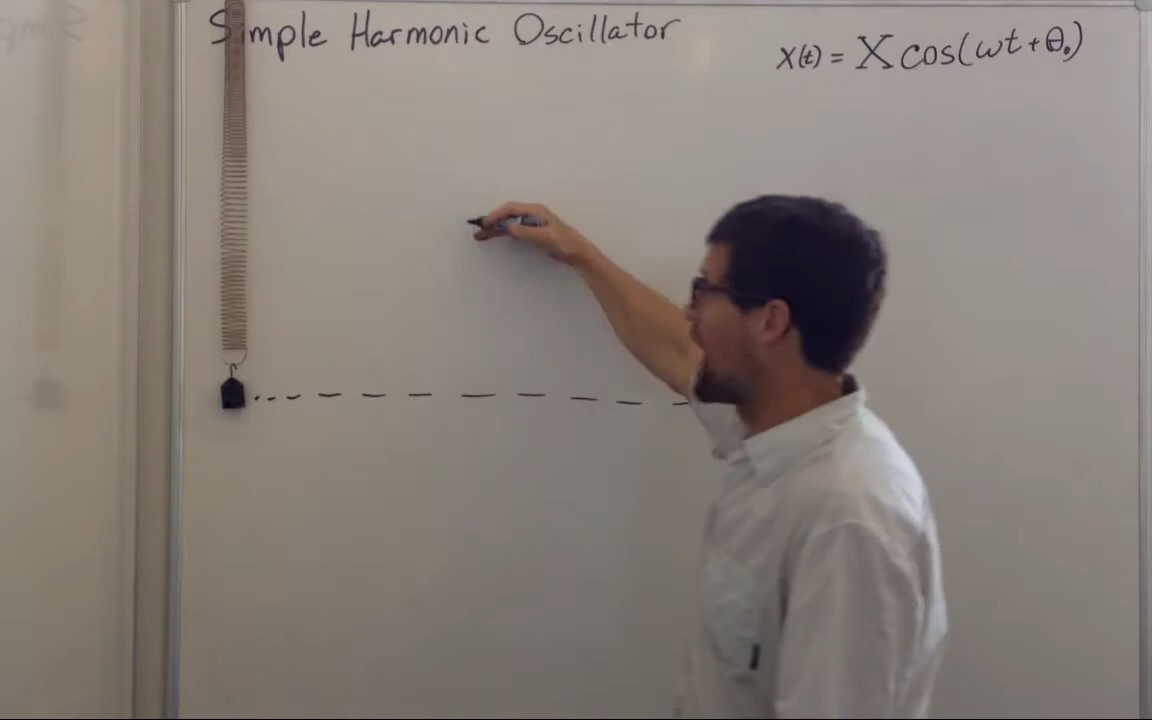 Simple Harmonic Oscillator
X(t) = X cos(ωt + θ₀)